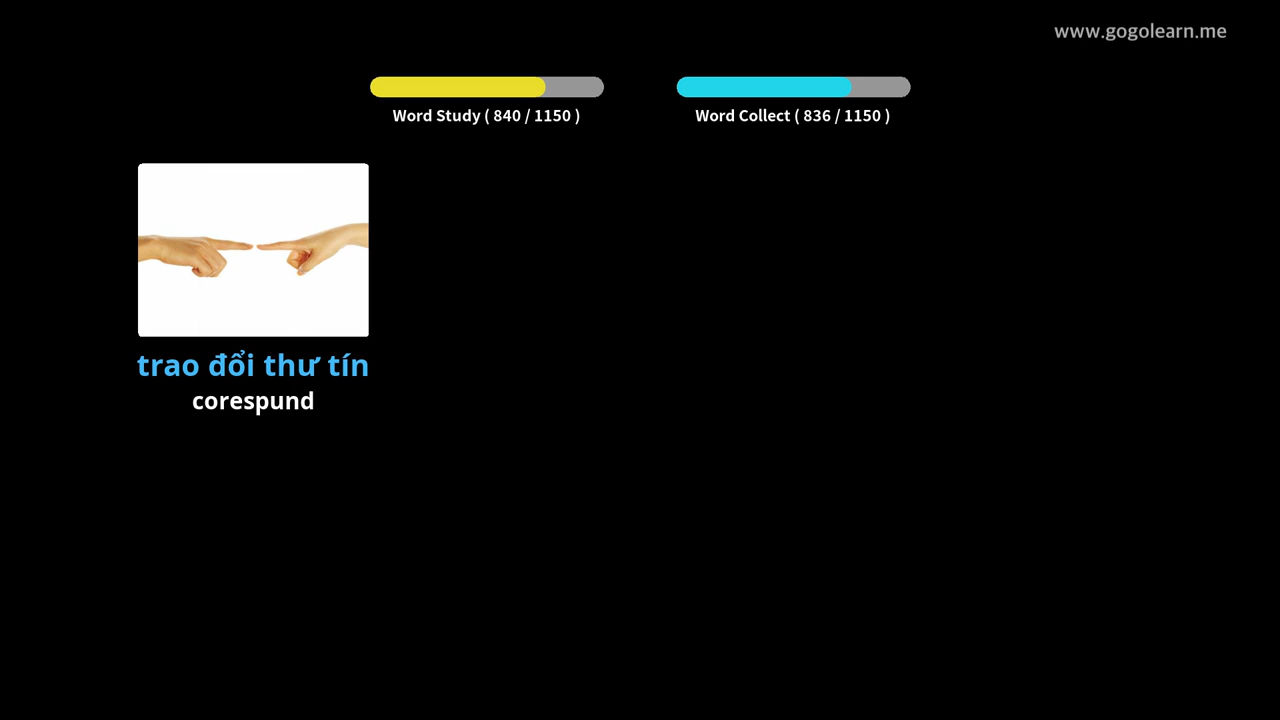 www.gogolearn.me
Word Study ( 840 / 1150 )
Word Collect ( 836 / 1150 )
trao đổi thư tín
corespund